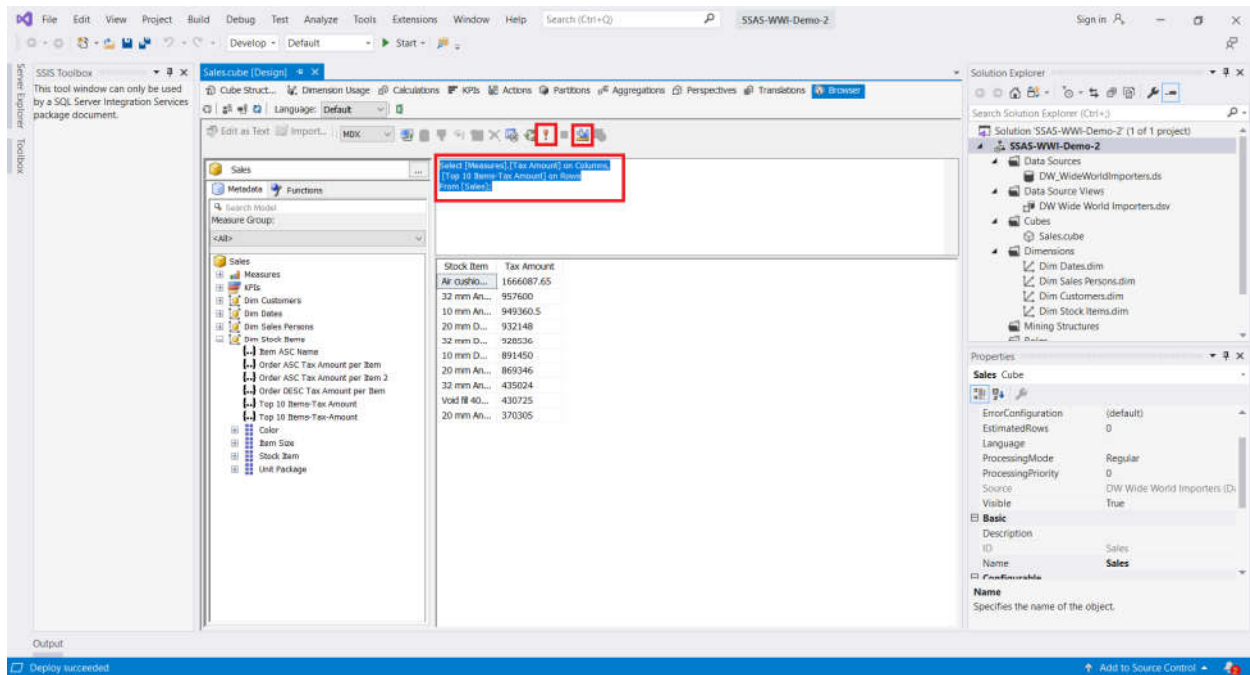 File Edit View Project Build Debug Test Analyze Tools Extensions Window Help Search (Ctrl+Q) SSAS-WWI-Demo-2 Sign in
Develop Default Start
Server Explorer
Toolbox
SSIS Toolbox
This tool window can only be used
by a SQL Server Integration Services
package document.
Sales.cube [Design]
Cube Struct... Dimension Usage Calculations KPIs Actions Partitions Aggregations Perspectives Translations Browser
Language: Default
Edit as Text Import... MDX
Sales ...
Metadata Functions
Search Model
Measure Group:
<All>
Sales
Measures
KPIs
Dim Customers
Dim Dates
Dim Sales Persons
Dim Stock Items
Item ASC Name
Order ASC Tax Amount per Item
Order ASC Tax Amount per Item 2
Order DESC Tax Amount per Item
Top 10 Items-Tax Amount
Top 10 Items-Tax-Amount
Color
Item Size
Stock Item
Unit Package
Select [Measures].[Tax Amount] on Columns,
[Top 10 Items-Tax Amount] on Rows
From [Sales];
Stock Item Tax Amount
Air cushio... 1666087.65
32 mm An... 957600
10 mm An... 949360.5
20 mm D... 932148
32 mm D... 928536
10 mm D... 891450
20 mm An... 869346
32 mm An... 435024
Void fill 40... 430725
20 mm An... 370305
Solution Explorer
Search Solution Explorer (Ctrl+;)
Solution 'SSAS-WWI-Demo-2' (1 of 1 project)
SSAS-WWI-Demo-2
Data Sources
DW_WideWorldImporters.ds
Data Source Views
DW Wide World Importers.dsv
Cubes
Sales.cube
Dimensions
Dim Dates.dim
Dim Sales Persons.dim
Dim Customers.dim
Dim Stock Items.dim
Mining Structures
Properties
Sales Cube
ErrorConfiguration (default)
EstimatedRows 0
Language
ProcessingMode Regular
ProcessingPriority 0
Source DW Wide World Importers
Visible True
Basic
Description
ID Sales
Name Sales
Configurable
Name
Specifies the name of the object.
Output
Deploy succeeded Add to Source Control